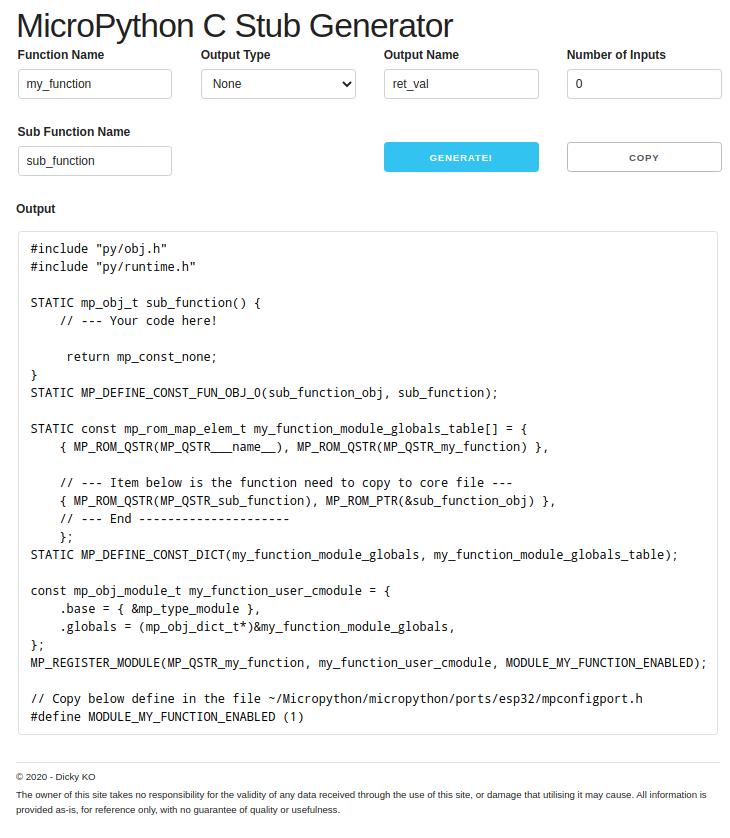 MicroPython C Stub Generator
Function Name Output Type Output Name Number of Inputs
my_function None ret_val 0
Sub Function Name
sub_function GENERATE! COPY
Output
#include "py/obj.h"
#include "py/runtime.h"
STATIC mp_obj_t sub_function() {
// --- Your code here!
return mp_const_none;
}
STATIC MP_DEFINE_CONST_FUN_OBJ_0(sub_function_obj, sub_function);
STATIC const mp_rom_map_elem_t my_function_module_globals_table[] = {
{ MP_ROM_QSTR(MP_QSTR___name__), MP_ROM_QSTR(MP_QSTR_my_function) },
// --- Item below is the function need to copy to core file ---
{ MP_ROM_QSTR(MP_QSTR_sub_function), MP_ROM_PTR(&sub_function_obj) },
// --- End ---------------------
};
STATIC MP_DEFINE_CONST_DICT(my_function_module_globals, my_function_module_globals_table);
const mp_obj_module_t my_function_user_cmodule = {
.base = { &mp_type_module },
.globals = (mp_obj_dict_t*)&my_function_module_globals,
};
MP_REGISTER_MODULE(MP_QSTR_my_function, my_function_user_cmodule, MODULE_MY_FUNCTION_ENABLED);
// Copy below define in the file ~/Micropython/micropython/ports/esp32/mpconfigport.h
#define MODULE_MY_FUNCTION_ENABLED (1)
© 2020 - Dicky KO
The owner of this site takes no responsibility for the validity of any data received through the use of this site, or damage that utilising it may cause. All information is
provided as-is, for reference only, with no guarantee of quality or usefulness.